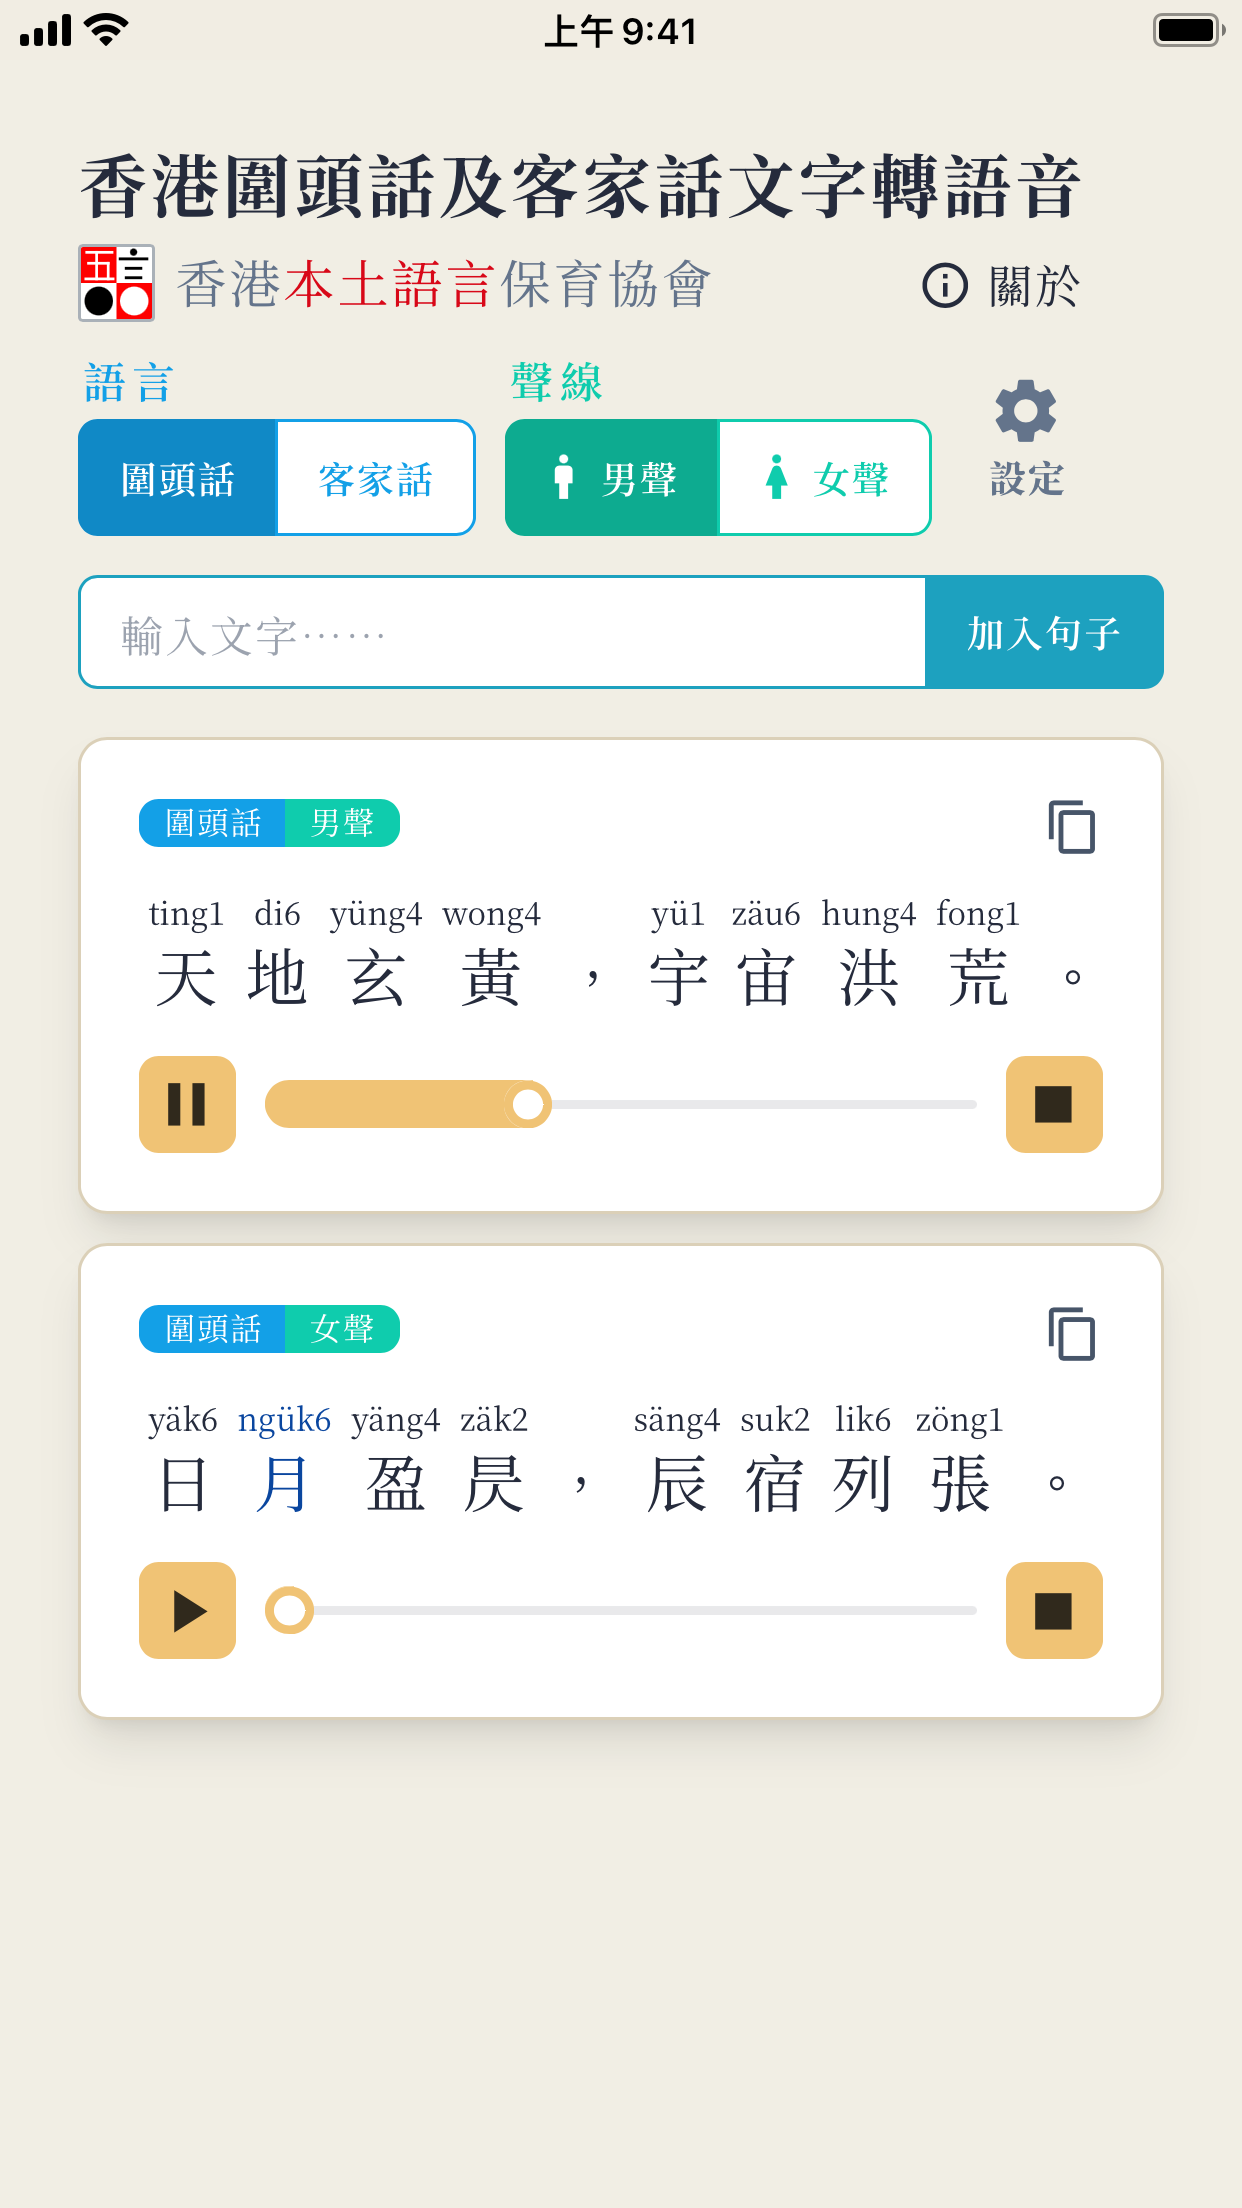 上午 9:41
香港圍頭話及客家話文字轉語音
香港本土語言保育協會 關於
語言 聲線
圍頭話 客家話 男聲 女聲 設定
輸入文字…… 加入句子
圍頭話 男聲
ting1 di6 yüng4 wong4 yü1 zäu6 hung4 fong1
天地玄黃，宇宙洪荒。
圍頭話 女聲
yäk6 ngük6 yäng4 zäk2 säng4 suk2 lik6 zöng1
日月盈昃，辰宿列張。